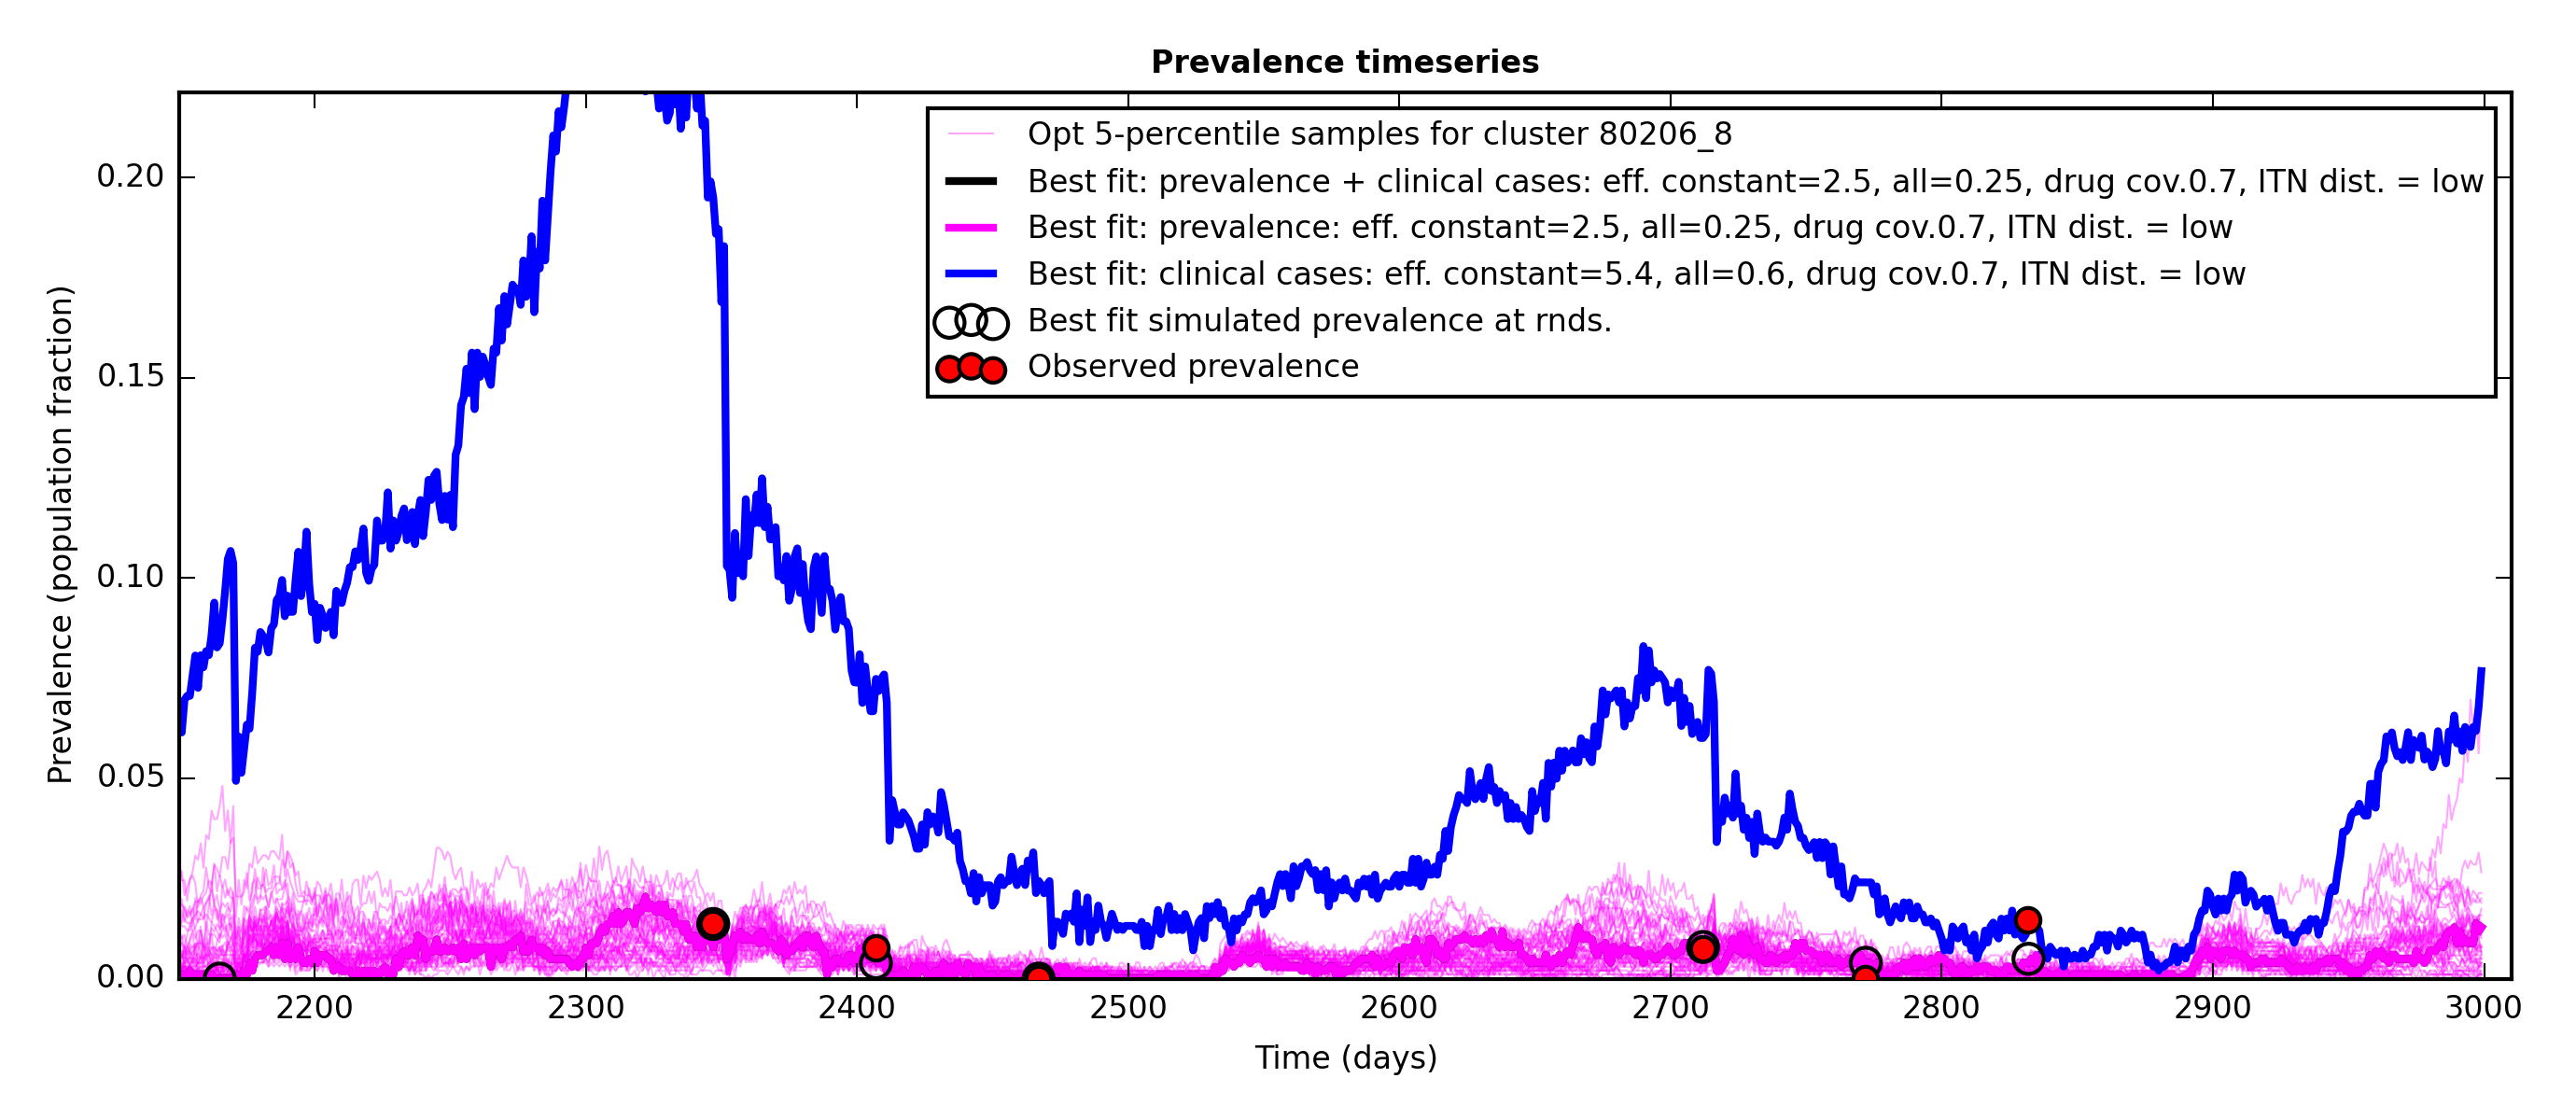 Prevalence timeseries
Opt 5-percentile samples for cluster 80206_8
Best fit: prevalence + clinical cases: eff. constant=2.5, all=0.25, drug cov.0.7, ITN dist. = low
Best fit: prevalence: eff. constant=2.5, all=0.25, drug cov.0.7, ITN dist. = low
Best fit: clinical cases: eff. constant=5.4, all=0.6, drug cov.0.7, ITN dist. = low
Best fit simulated prevalence at rnds.
Observed prevalence
Prevalence (population fraction)
0.20
0.15
0.10
0.05
0.00
2200 2300 2400 2500 2600 2700 2800 2900 3000
Time (days)